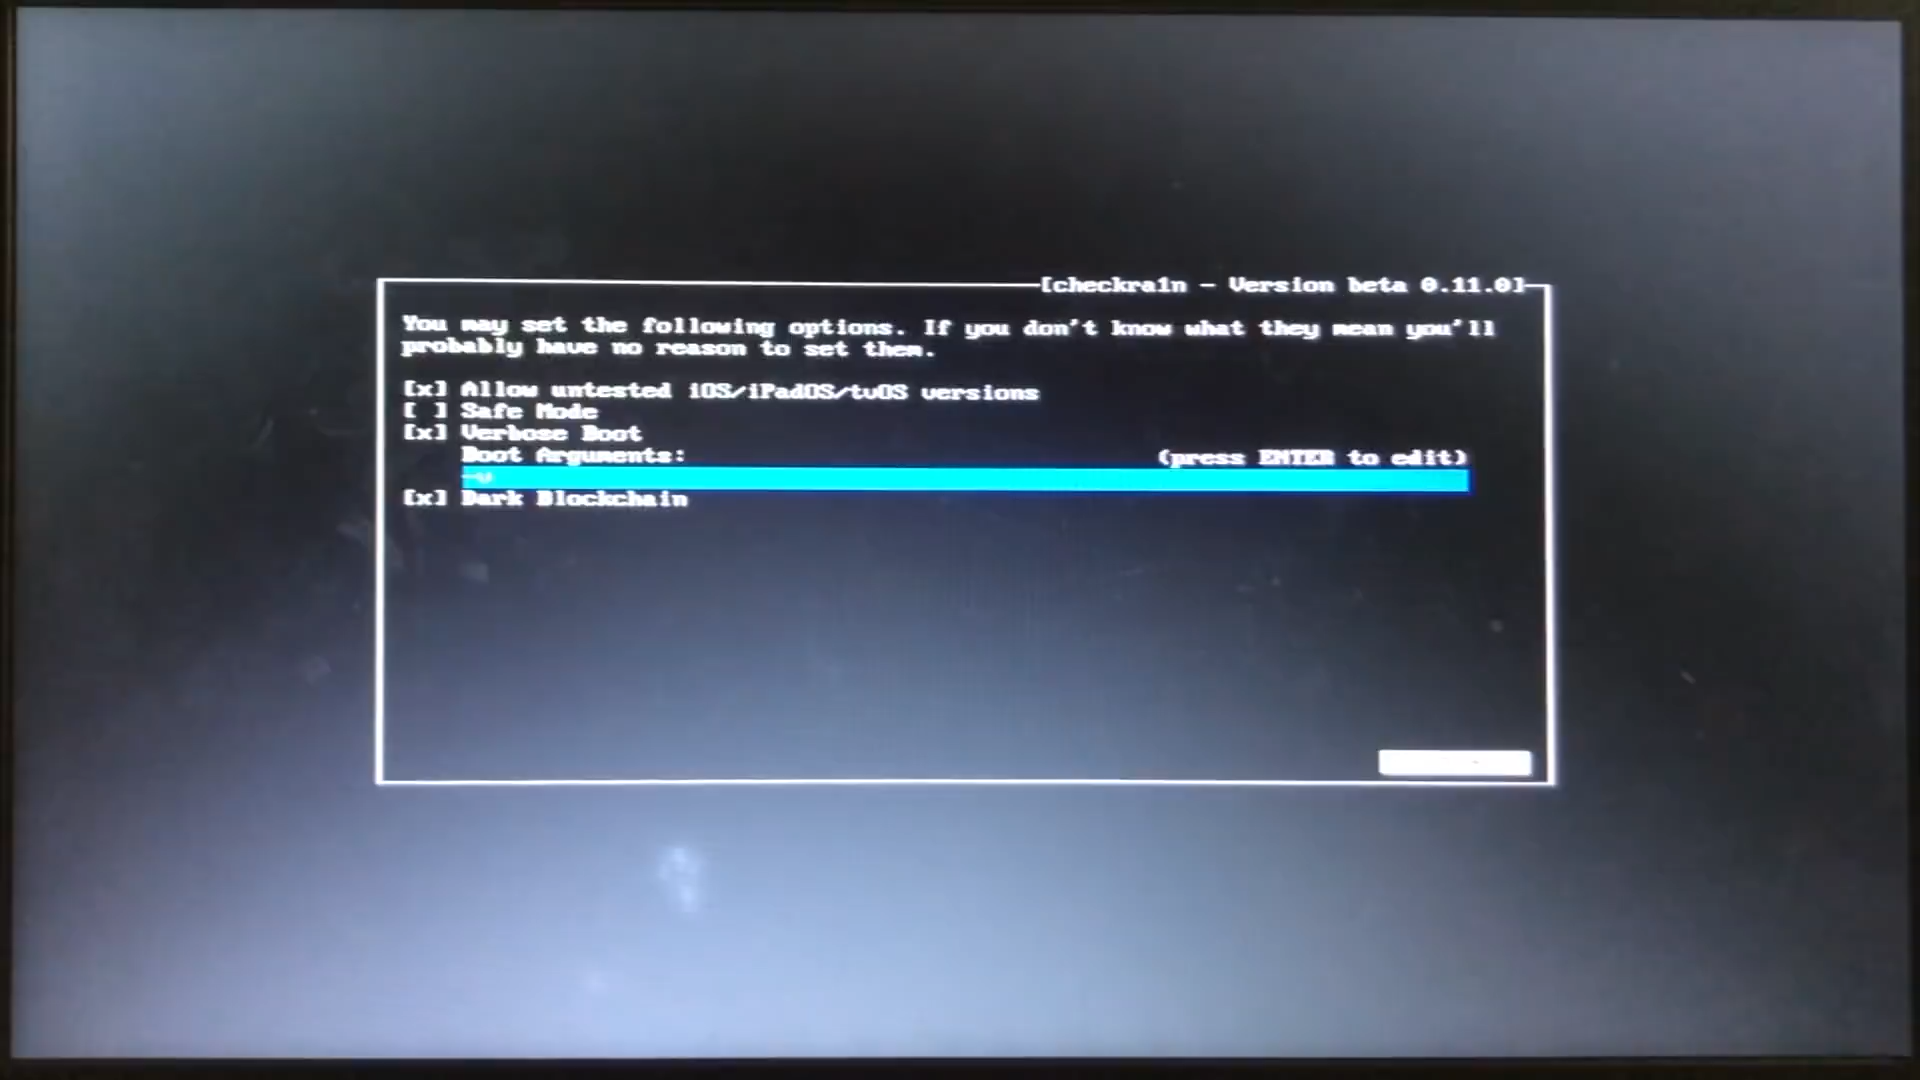 [checkra1n - Version beta 0.11.0]
You may set the following options. If you don't know what they mean you'll
probably have no reason to set them.
[x] Allow untested iOS/iPadOS/tvOS versions
[ ] Safe Mode
[x] Verbose Boot
Boot Arguments: (press ENTER to edit)
-v
[x] Dark Blockchain